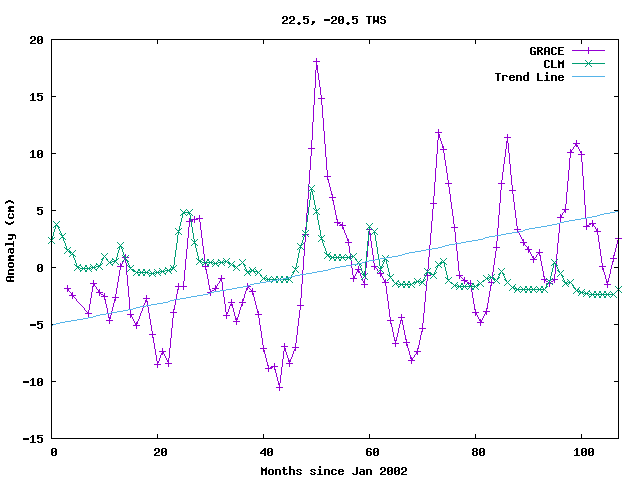 22.5, -20.5 TWS
GRACE
CLM
Trend Line
20
15
10
5
0
-5
-10
-15
Anomaly (cm)
0 20 40 60 80 100
Months since Jan 2002